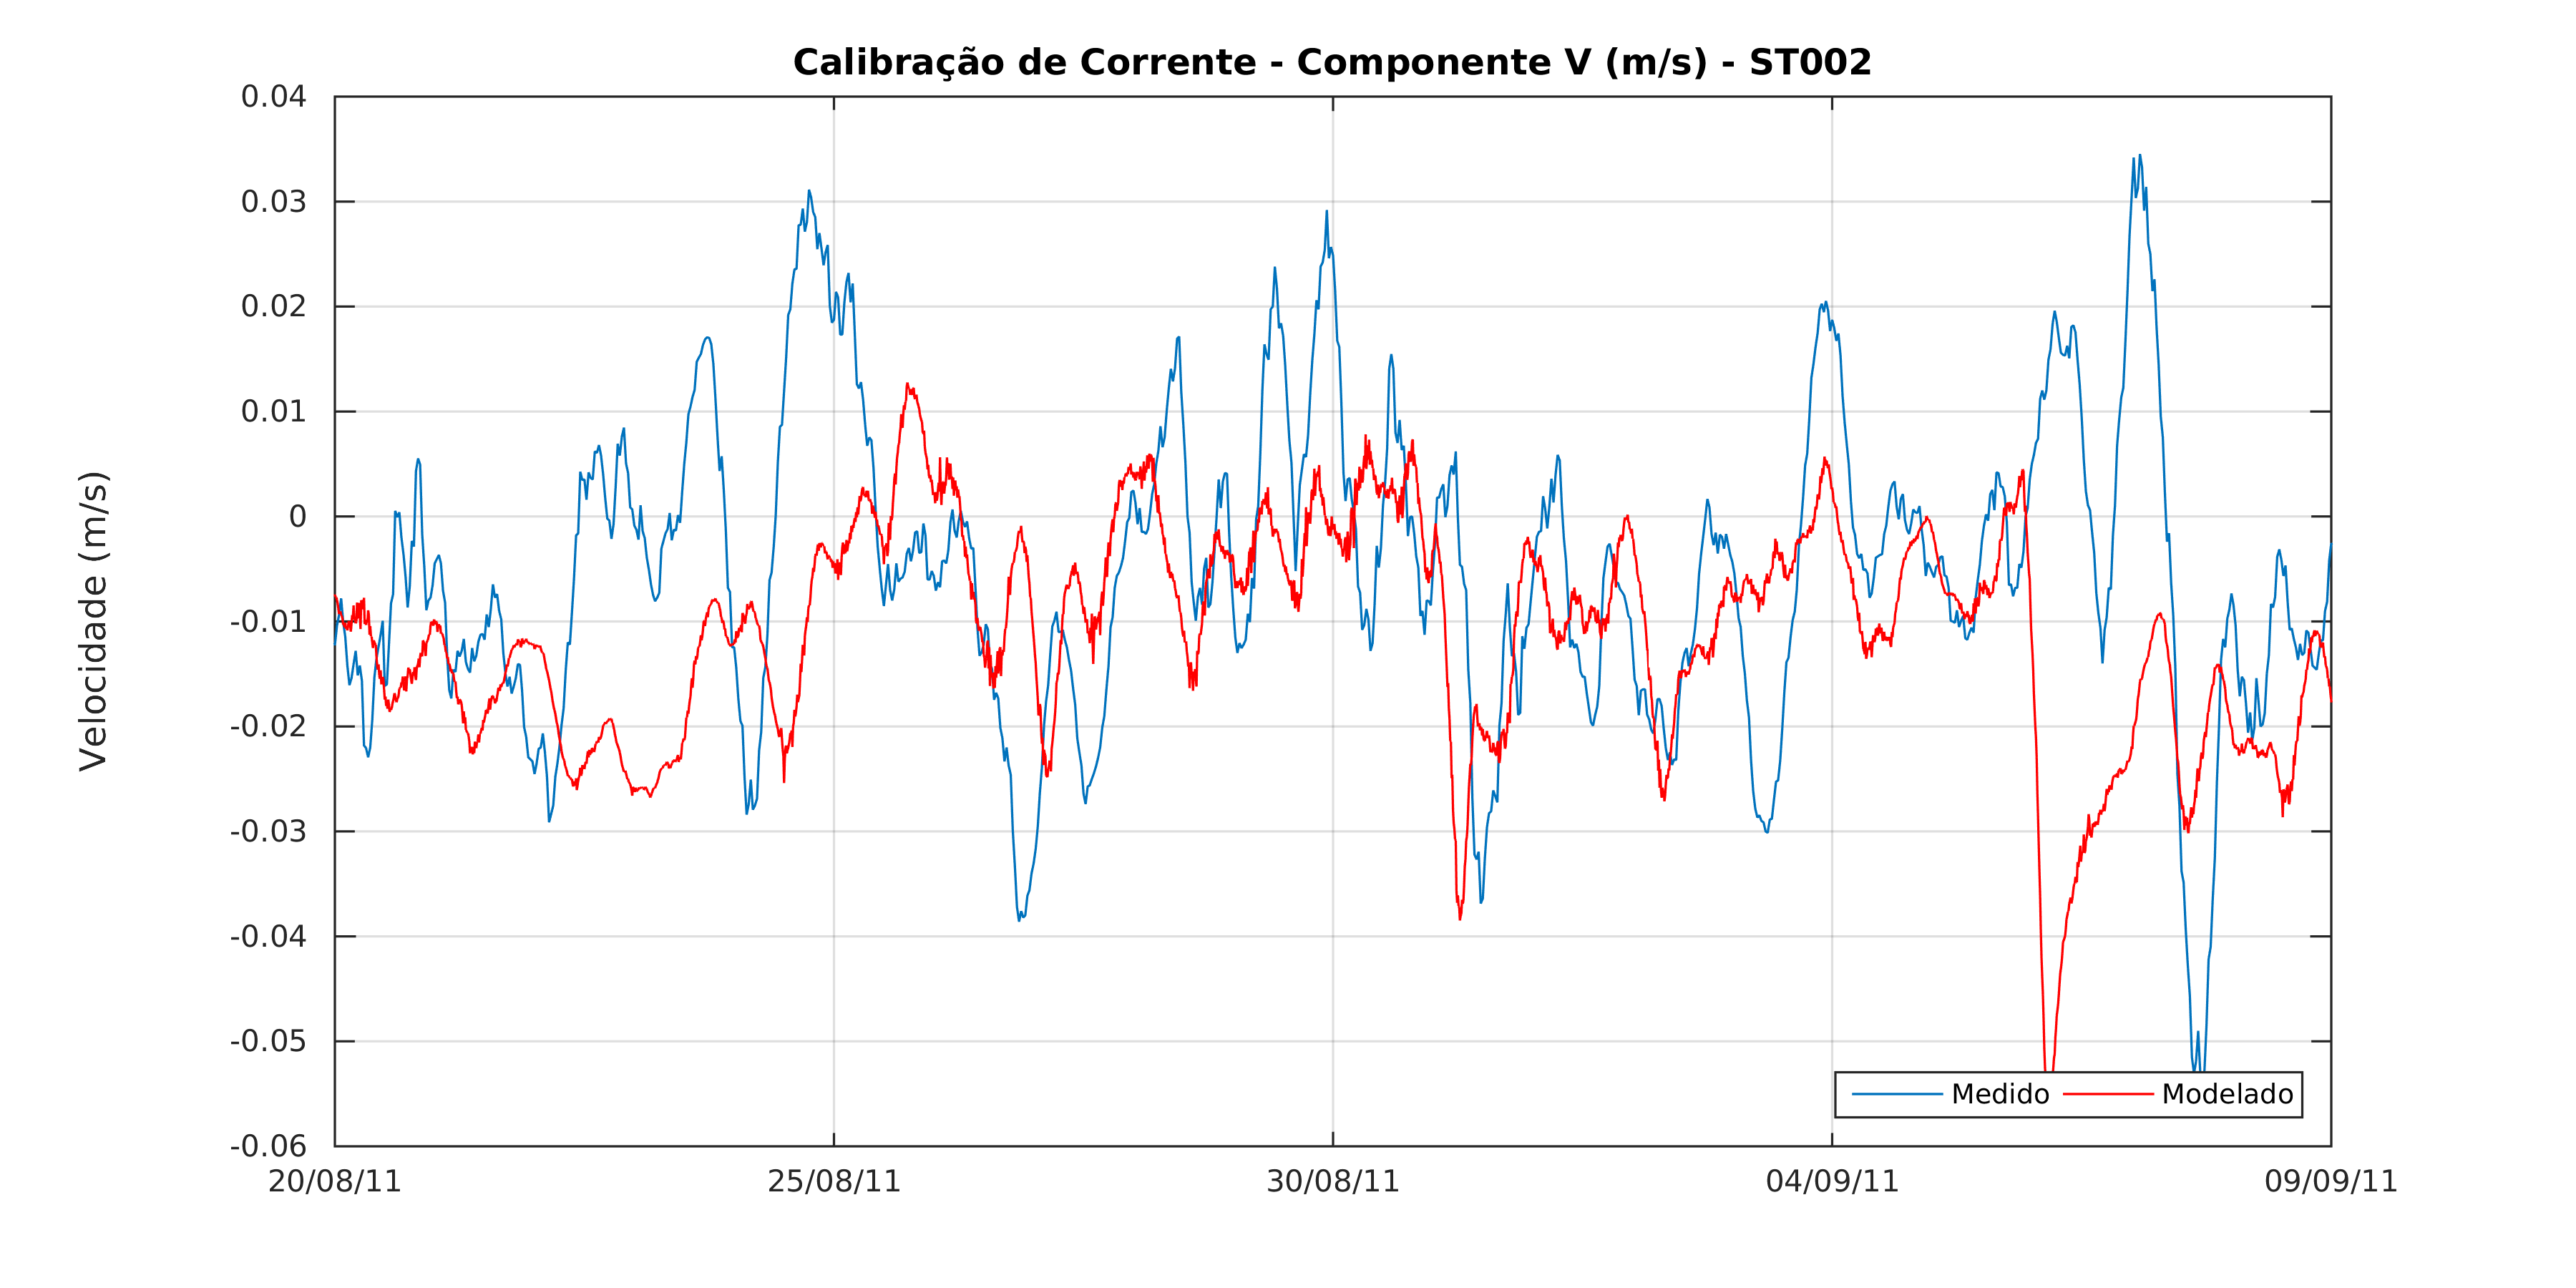 Calibração de Corrente - Componente V (m/s) - ST002
Velocidade (m/s)
0.04
0.03
0.02
0.01
0
-0.01
-0.02
-0.03
-0.04
-0.05
-0.06
20/08/11 25/08/11 30/08/11 04/09/11 09/09/11
Medido Modelado